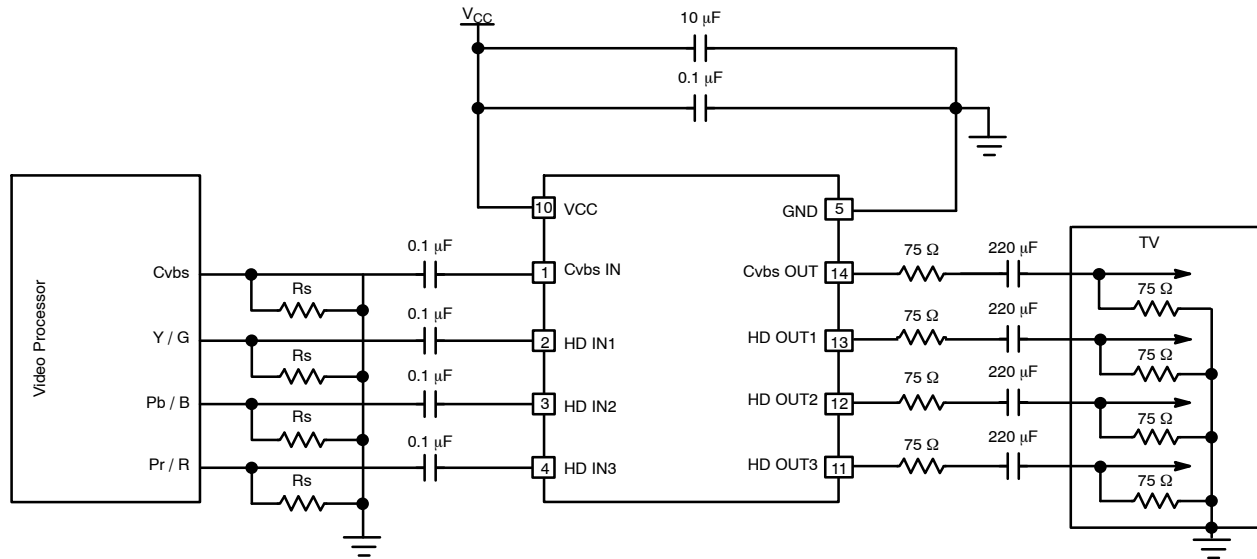 V_CC
10 μF
0.1 μF
10 VCC
GND 5
Video Processor
Cvbs
Rs
0.1 μF
1 Cvbs IN
Y / G
Rs
0.1 μF
2 HD IN1
Pb / B
Rs
0.1 μF
3 HD IN2
Pr / R
Rs
0.1 μF
4 HD IN3
Cvbs OUT 14
75 Ω
220 μF
HD OUT1 13
75 Ω
220 μF
HD OUT2 12
75 Ω
220 μF
HD OUT3 11
75 Ω
220 μF
TV
75 Ω
75 Ω
75 Ω
75 Ω